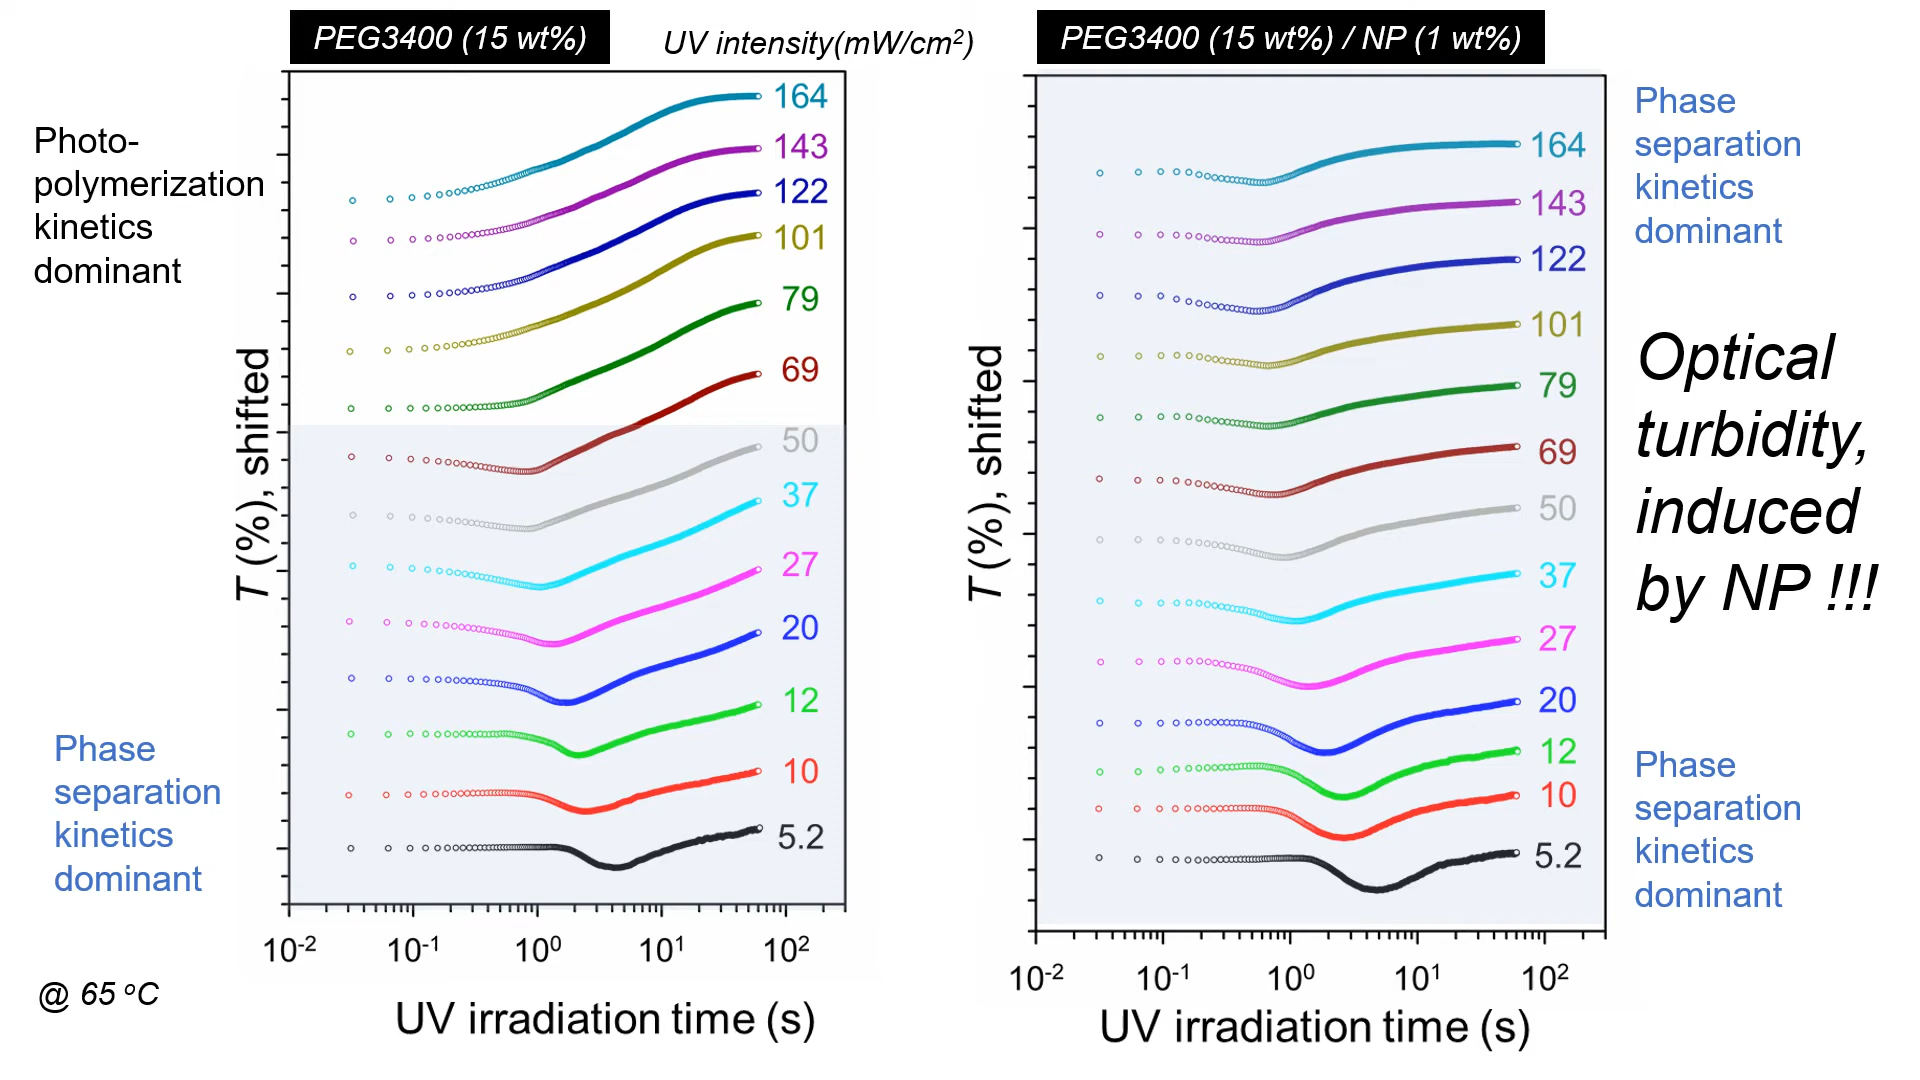 PEG3400 (15 wt%)
UV intensity(mW/cm²)
PEG3400 (15 wt%) / NP (1 wt%)
Photo-
polymerization
kinetics
dominant
Phase
separation
kinetics
dominant
@ 65 °C
T (%), shifted
164
143
122
101
79
69
50
37
27
20
12
10
5.2
10⁻² 10⁻¹ 10⁰ 10¹ 10²
UV irradiation time (s)
T (%), shifted
164
143
122
101
79
69
50
37
27
20
12
10
5.2
10⁻² 10⁻¹ 10⁰ 10¹ 10²
UV irradiation time (s)
Phase
separation
kinetics
dominant
Optical
turbidity,
induced
by NP !!!
Phase
separation
kinetics
dominant